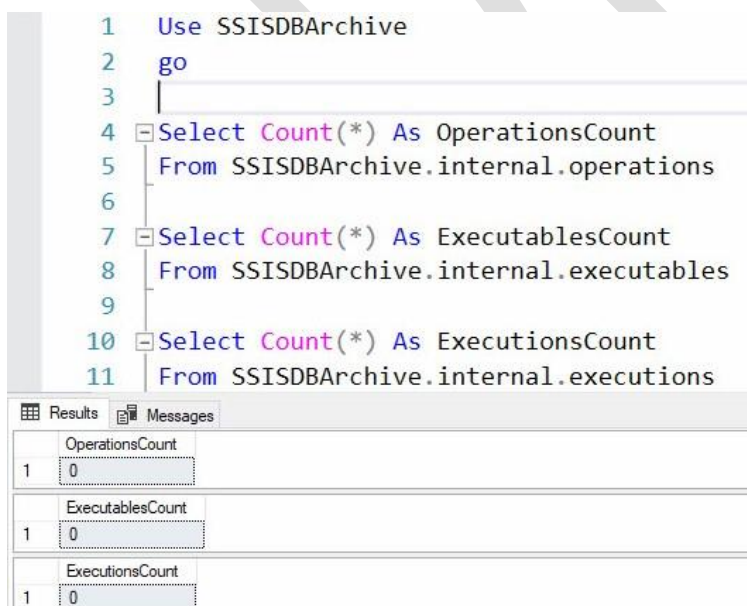 1 Use SSISDBArchive
2 go
3
4 Select Count(*) As OperationsCount
5 From SSISDBArchive.internal.operations
6
7 Select Count(*) As ExecutablesCount
8 From SSISDBArchive.internal.executables
9
10 Select Count(*) As ExecutionsCount
11 From SSISDBArchive.internal.executions
Results Messages
OperationsCount
1 0
ExecutablesCount
1 0
ExecutionsCount
1 0